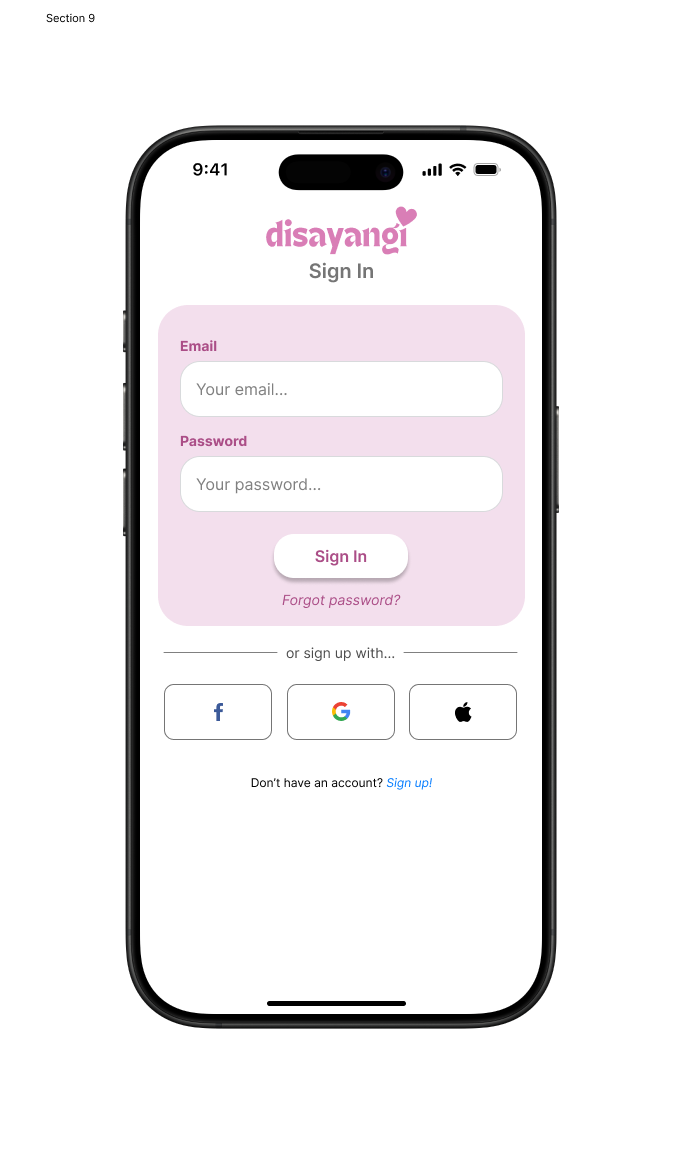 Section 9
9:41
disayangi
Sign In
Email
Your email...
Password
Your password...
Sign In
Forgot password?
or sign up with...
Don't have an account? Sign up!